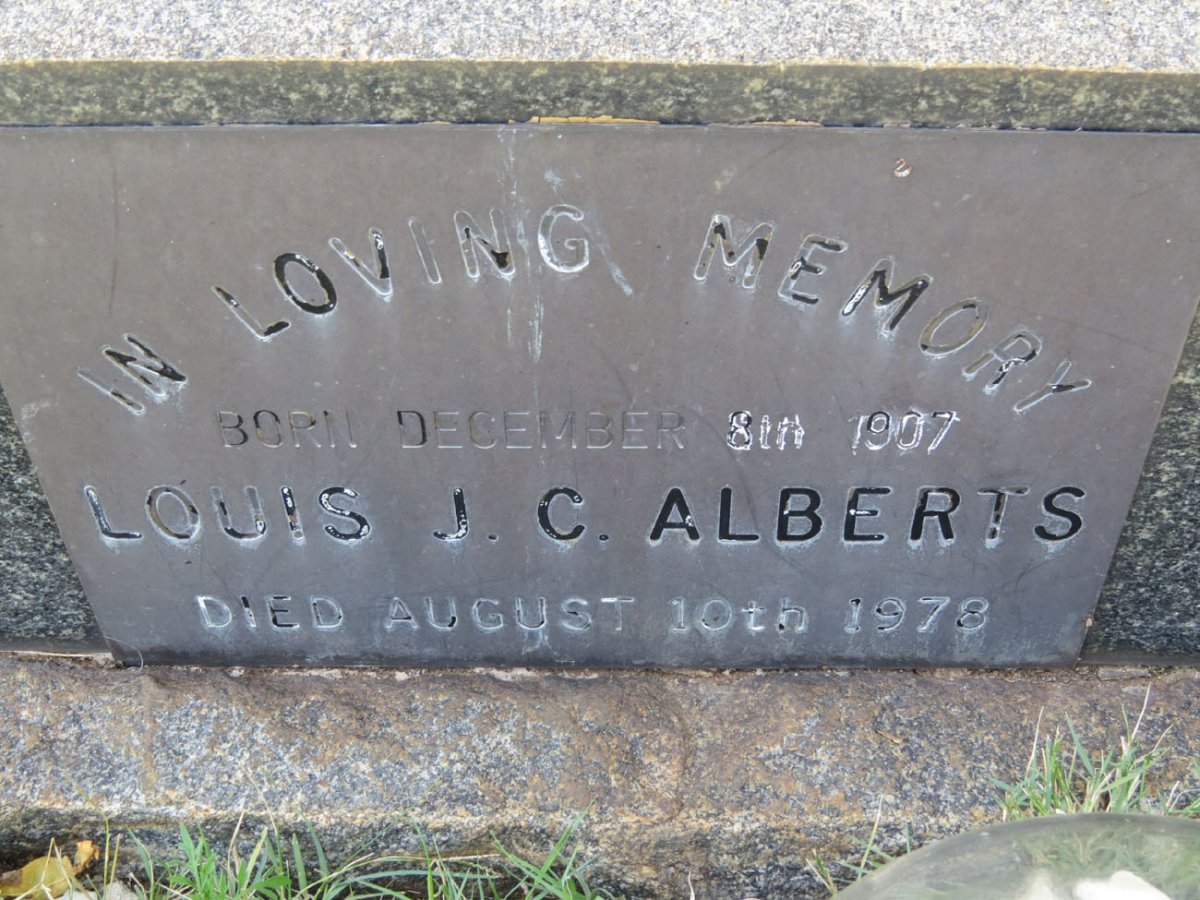 IN LOVING MEMORY
BORN DECEMBER 8th 1907
LOUIS J. C. ALBERTS
DIED AUGUST 10th 1978